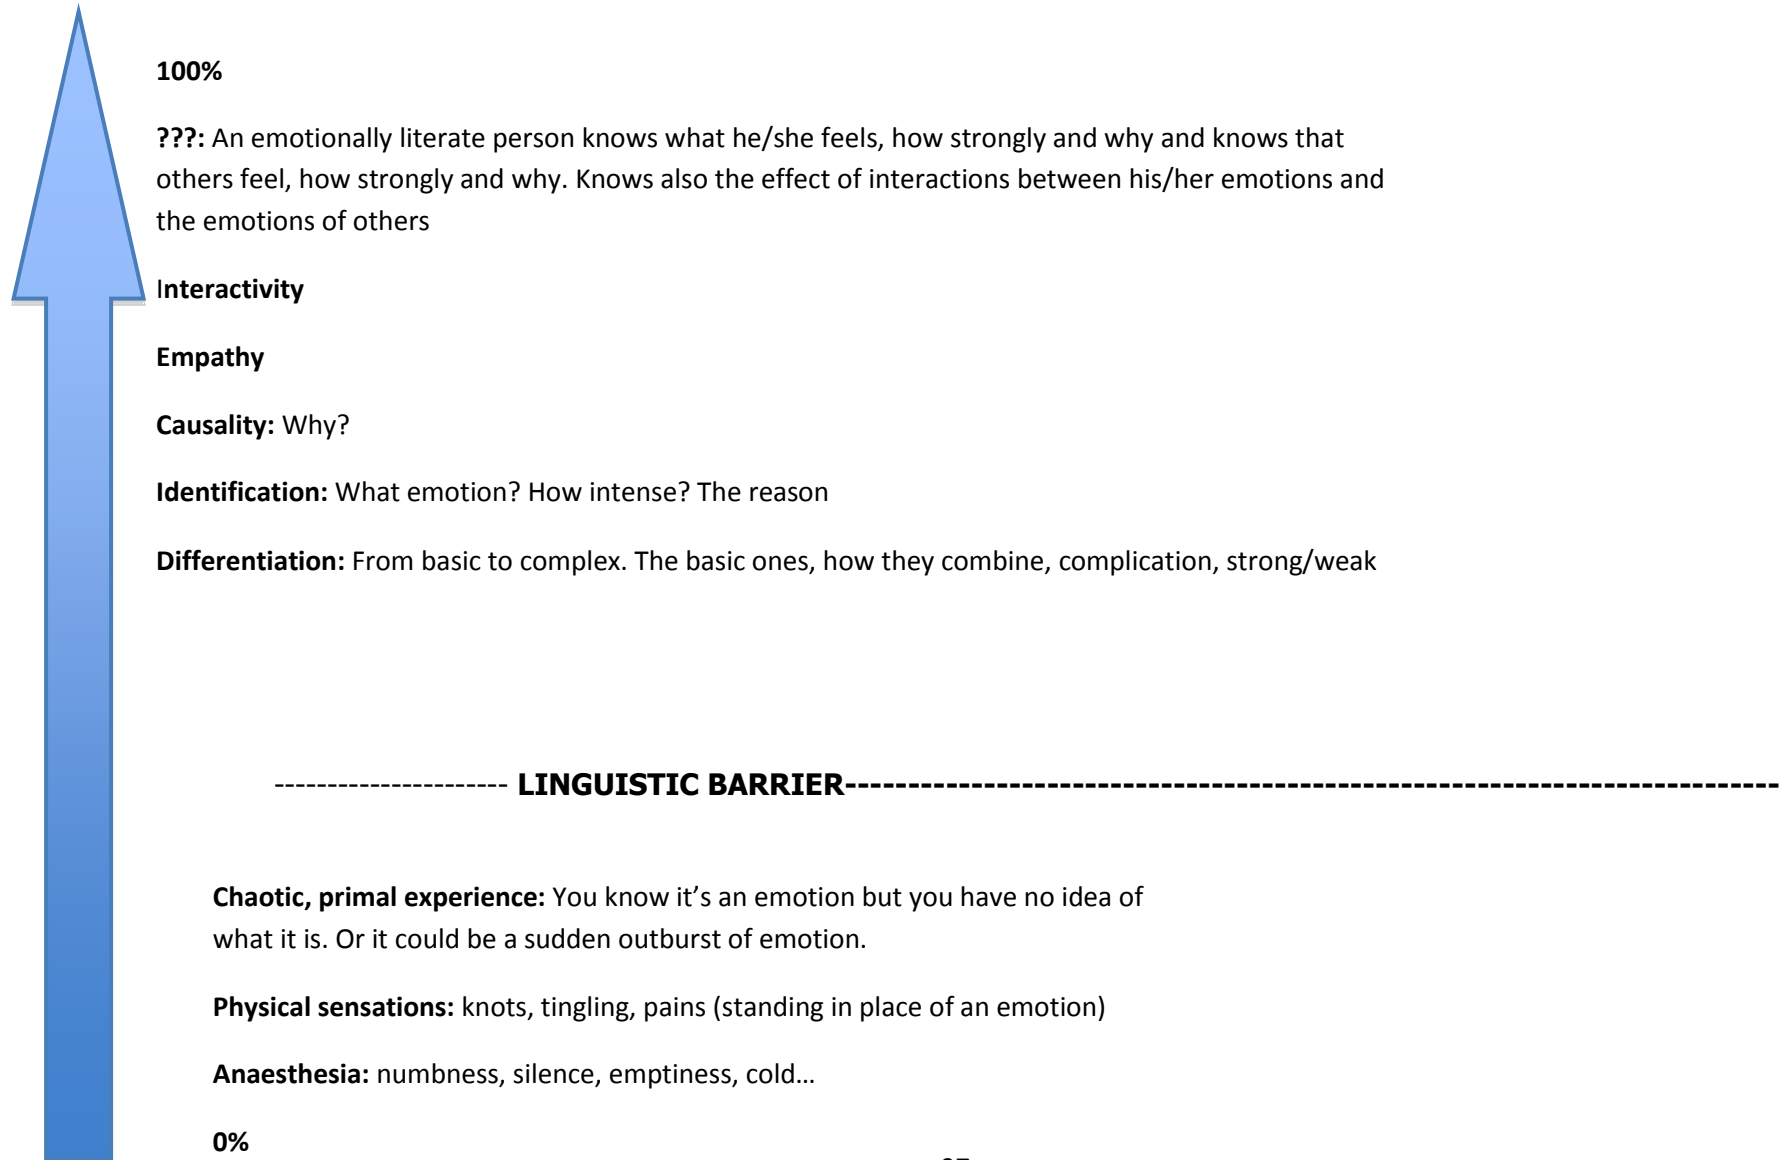 100%
???: An emotionally literate person knows what he/she feels, how strongly and why and knows that
others feel, how strongly and why. Knows also the effect of interactions between his/her emotions and
the emotions of others
Interactivity
Empathy
Causality: Why?
Identification: What emotion? How intense? The reason
Differentiation: From basic to complex. The basic ones, how they combine, complication, strong/weak
---------------------- LINGUISTIC BARRIER--------------------------------------------------------------------------
Chaotic, primal experience: You know it’s an emotion but you have no idea of
what it is. Or it could be a sudden outburst of emotion.
Physical sensations: knots, tingling, pains (standing in place of an emotion)
Anaesthesia: numbness, silence, emptiness, cold…
0%